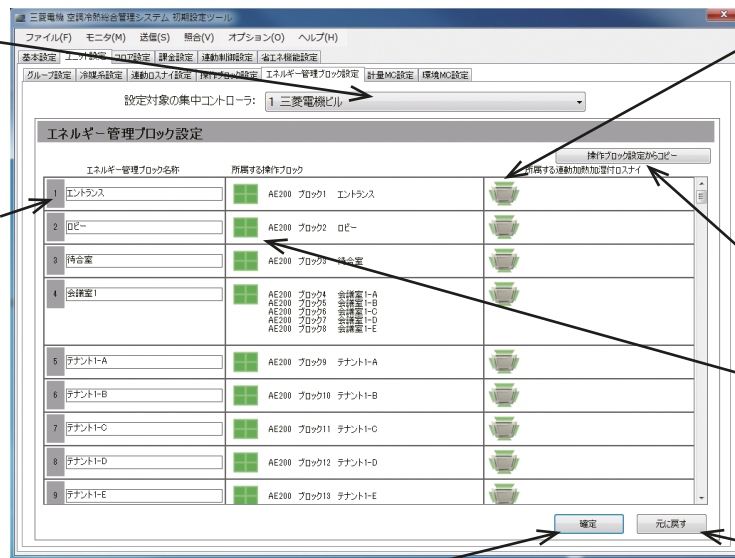 三菱電機 空調冷熱総合管理システム 初期設定ツール
ファイル(F) モニタ(M) 送信(S) 照合(V) オプション(O) ヘルプ(H)
基本設定 ユニット設定 フロア設定 課金設定 連動制御設定 省エネ機能設定
グループ設定 冷媒系設定 連動ロスナイ設定 操作ブロック設定 エネルギー管理ブロック設定 計量MC設定 環境MC設定
設定対象の集中コントローラ: 1 三菱電機ビル
エネルギー管理ブロック設定
操作ブロック設定からコピー
エネルギー管理ブロック名称 所属する操作ブロック 所属する連動加熱加湿付ロスナイ
1 エントランス AE200 ブロック1 エントランス
2 ロビー AE200 ブロック2 ロビー
3 待合室 AE200 ブロック3 待合室
4 会議室1 AE200 ブロック4 会議室1-A
AE200 ブロック5 会議室1-B
AE200 ブロック6 会議室1-C
AE200 ブロック7 会議室1-D
AE200 ブロック8 会議室1-E
5 テナント1-A AE200 ブロック9 テナント1-A
6 テナント1-B AE200 ブロック10 テナント1-B
7 テナント1-C AE200 ブロック11 テナント1-C
8 テナント1-D AE200 ブロック12 テナント1-D
9 テナント1-E AE200 ブロック13 テナント1-E
確定 元に戻す